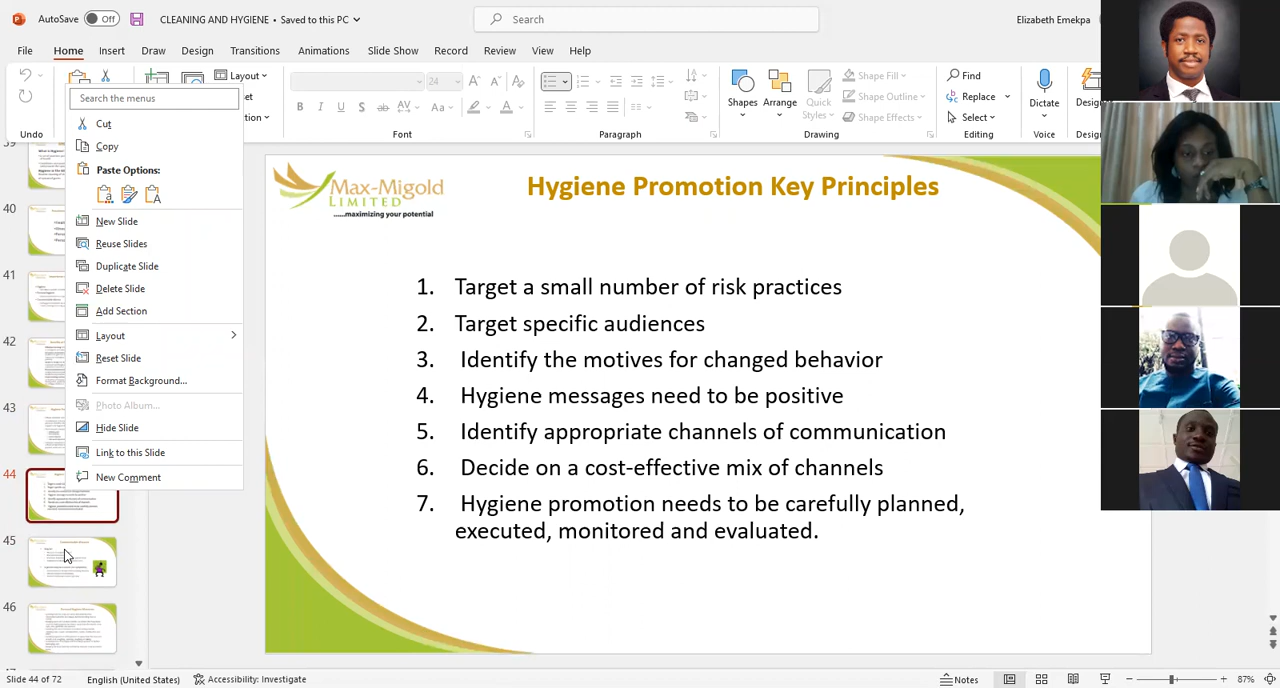 AutoSave Off CLEANING AND HYGIENE • Saved to this PC Search Elizabeth Emekpa
File Home Insert Draw Design Transitions Animations Slide Show Record Review View Help
Layout
Shape Fill
Find
Shape Outline
Replace
Shape Effects
Select
Shapes Arrange Quick Styles
Dictate
24
Undo Font Paragraph Drawing Editing Voice
Search the menus
Cut
Copy
Paste Options:
New Slide
Reuse Slides
Duplicate Slide
Delete Slide
Add Section
Layout
Reset Slide
Format Background...
Photo Album...
Hide Slide
Link to this Slide
New Comment
40
41
42
43
44
45
46
Max-Migold
LIMITED
......maximizing your potential
Hygiene Promotion Key Principles
1. Target a small number of riskpractices
2. Target specific audiences
3. Identify the motives for changed behavior
4. Hygiene messages need to be positive
5. Identify appropriate channels of communication
6. Decide on a cost-effective mix of channels
7. Hygiene promotion needs to be carefully planned,
executed, monitored and evaluated.
Slide 44 of 72 English (United States) Accessibility: Investigate Notes 87%